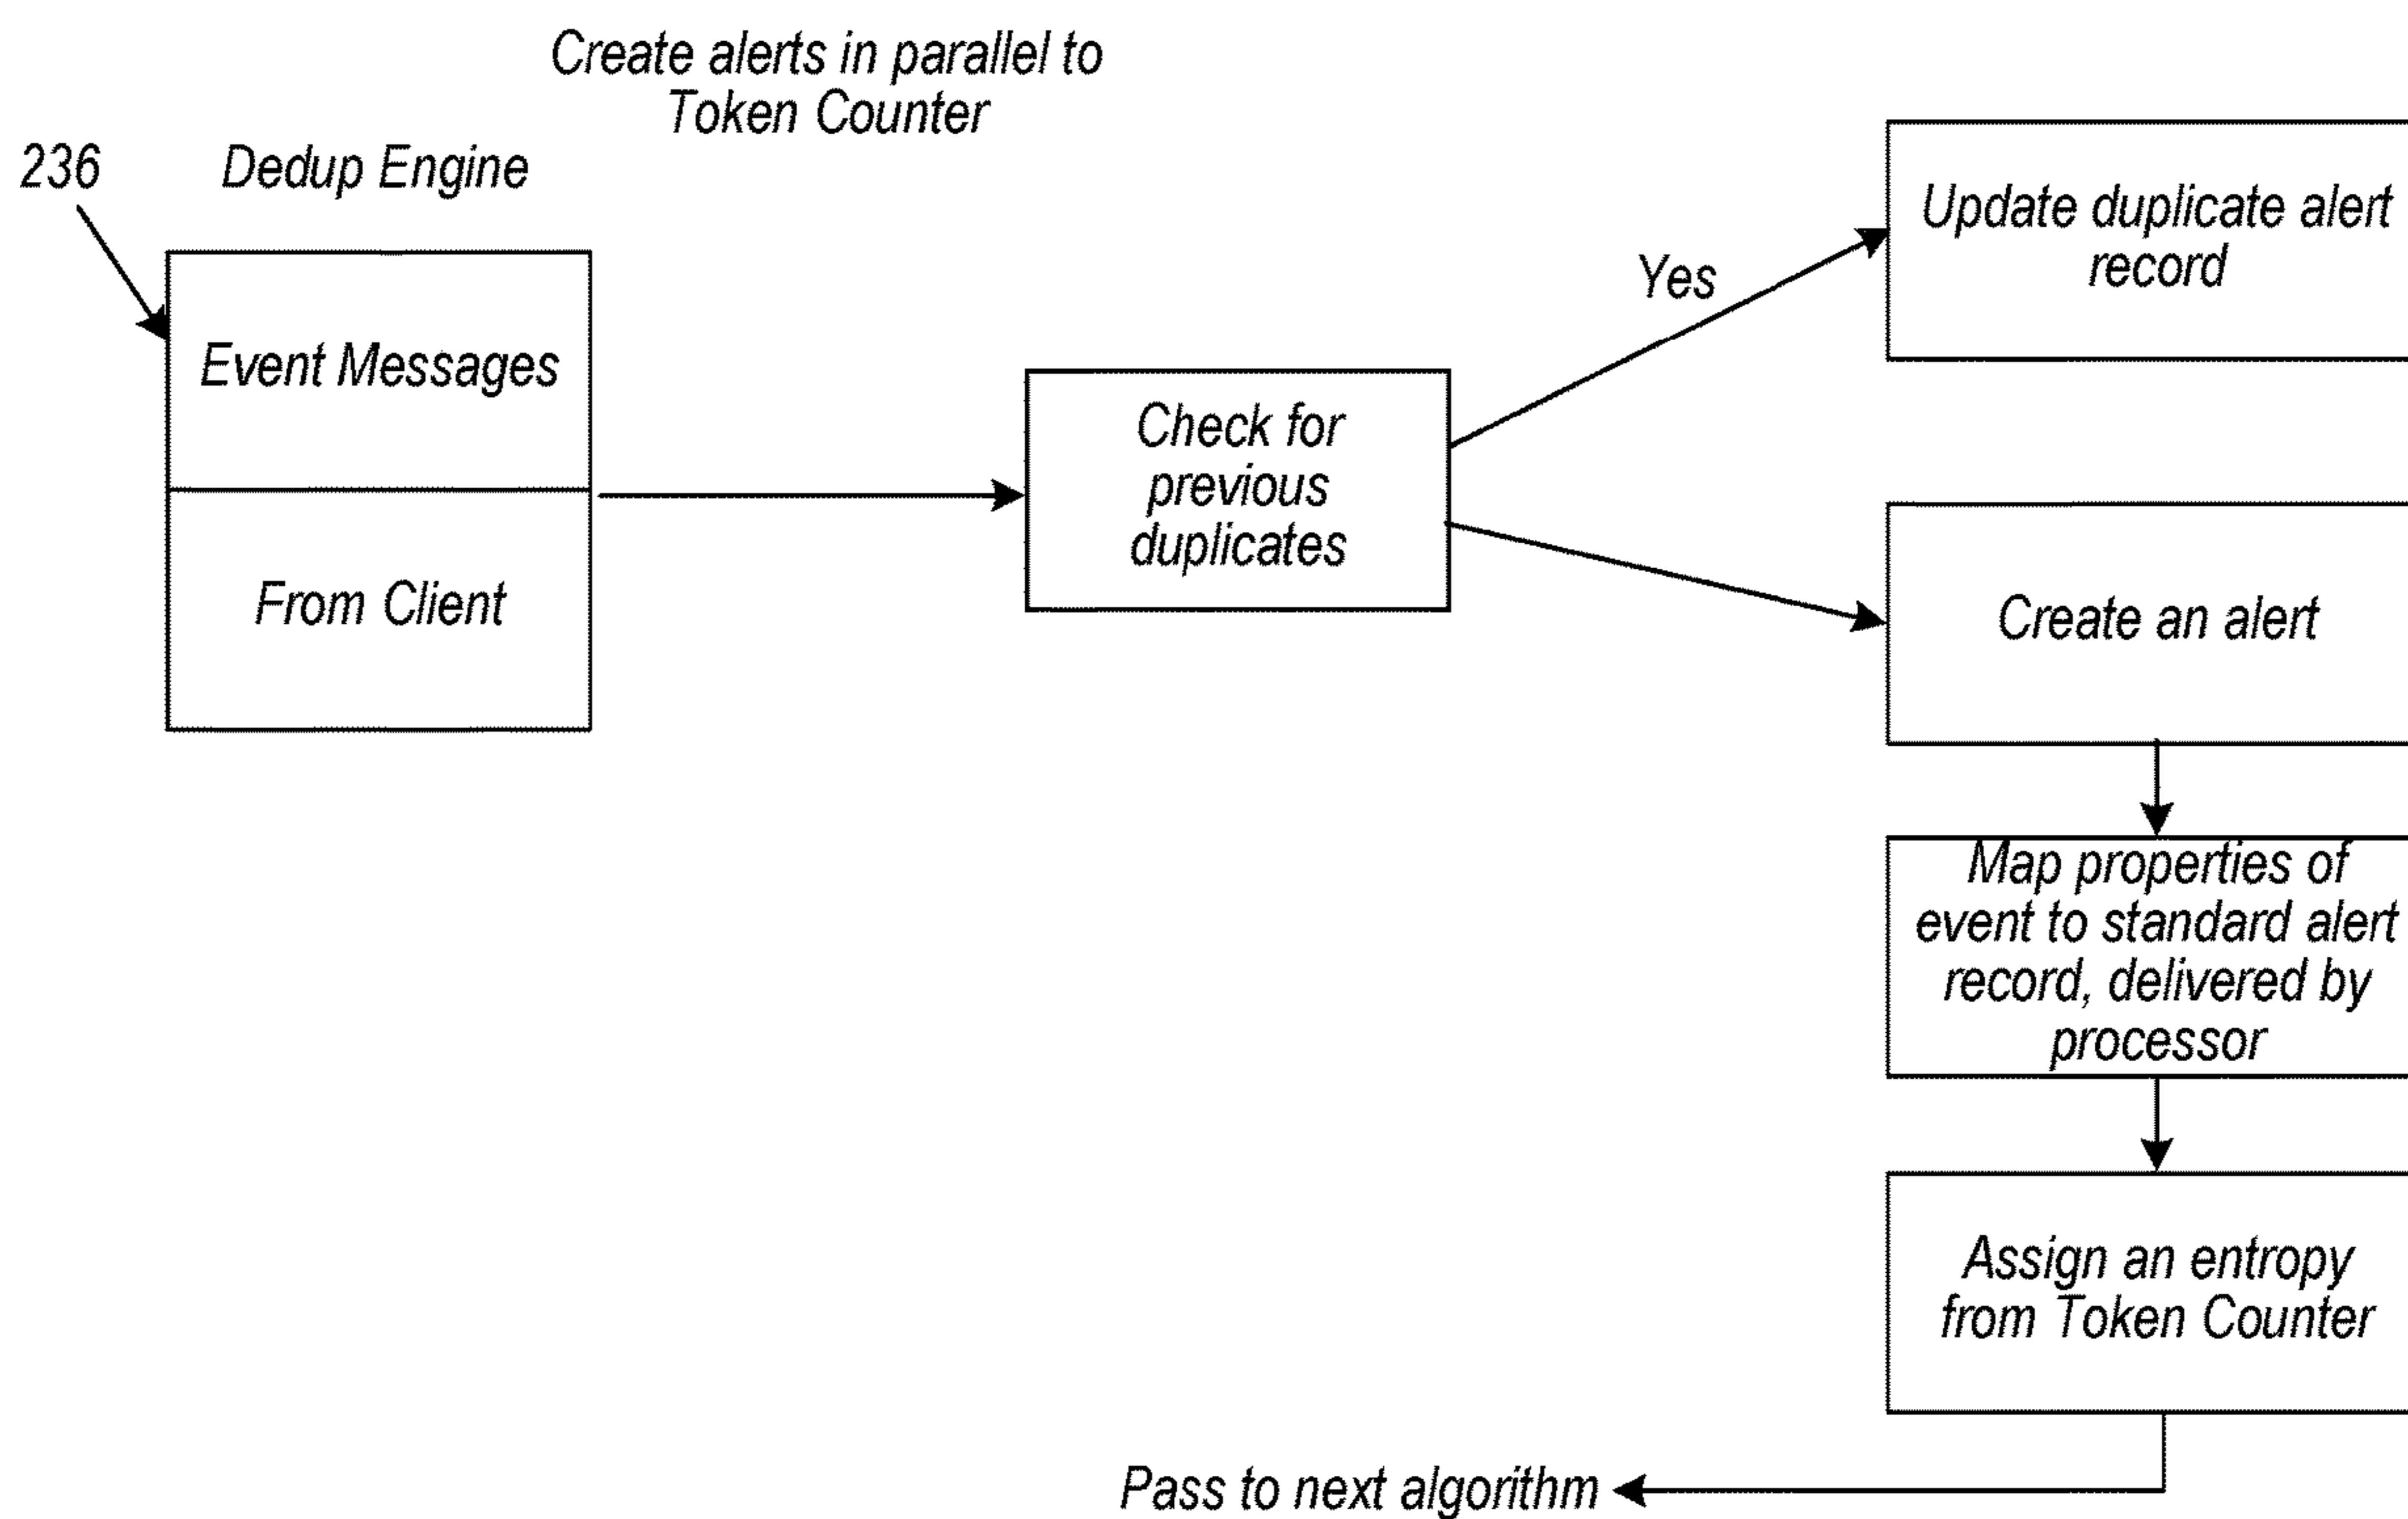 Create alerts in parallel to
Token Counter
236
Dedup Engine
Event Messages
From Client
Check for
previous
duplicates
Yes
Update duplicate alert
record
Create an alert
Map properties of
event to standard alert
record, delivered by
processor
Assign an entropy
from Token Counter
Pass to next algorithm